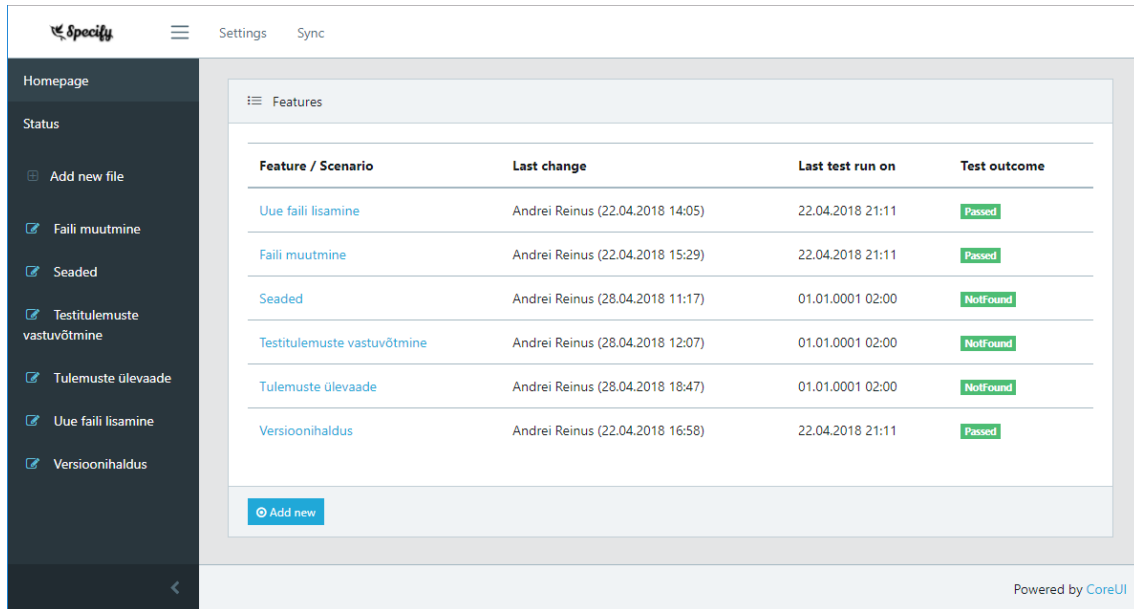 Specify
Settings Sync
Homepage
Status
Add new file
Faili muutmine
Seaded
Testitulemuste
vastuvõtmine
Tulemuste ülevaade
Uue faili lisamine
Versioonihaldus
Features
Feature / Scenario Last change Last test run on Test outcome
Uue faili lisamine Andrei Reinus (22.04.2018 14:05) 22.04.2018 21:11 Passed
Faili muutmine Andrei Reinus (22.04.2018 15:29) 22.04.2018 21:11 Passed
Seaded Andrei Reinus (28.04.2018 11:17) 01.01.0001 02:00 NotFound
Testitulemuste vastuvõtmine Andrei Reinus (28.04.2018 12:07) 01.01.0001 02:00 NotFound
Tulemuste ülevaade Andrei Reinus (28.04.2018 18:47) 01.01.0001 02:00 NotFound
Versioonihaldus Andrei Reinus (22.04.2018 16:58) 22.04.2018 21:11 Passed
Add new
Powered by CoreUI